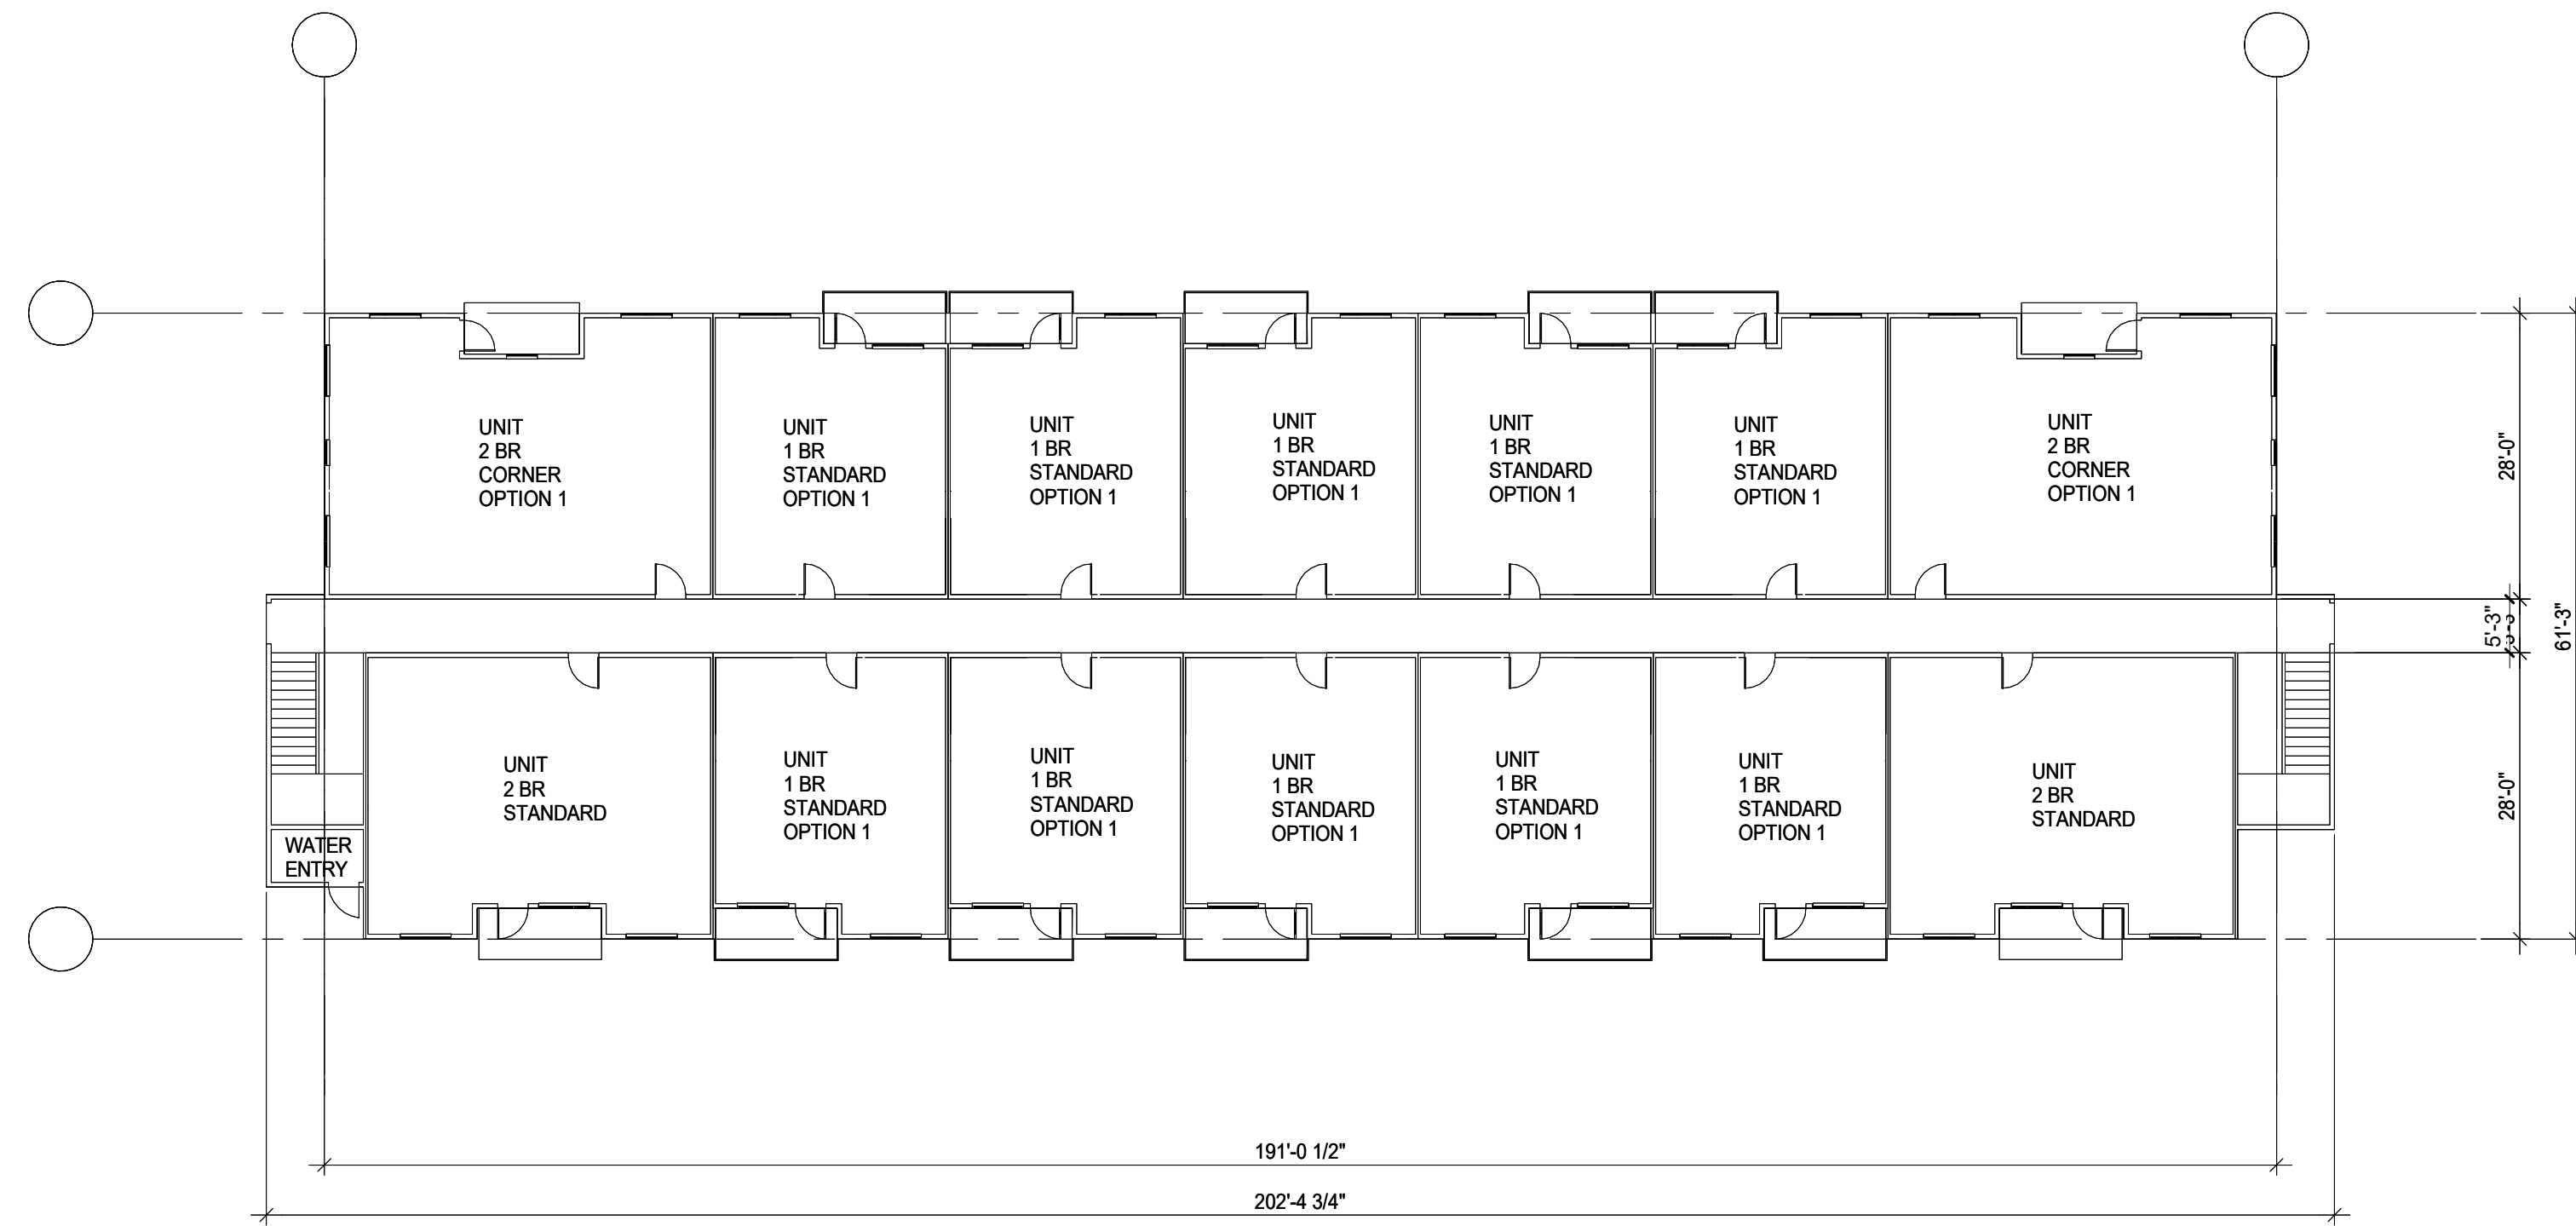 UNIT
2 BR
CORNER
OPTION 1
UNIT
1 BR
STANDARD
OPTION 1
UNIT
1 BR
STANDARD
OPTION 1
UNIT
1 BR
STANDARD
OPTION 1
UNIT
1 BR
STANDARD
OPTION 1
UNIT
1 BR
STANDARD
OPTION 1
UNIT
2 BR
CORNER
OPTION 1
28'-0"
5'-3"
5'-3"
61'-3"
WATER
ENTRY
UNIT
2 BR
STANDARD
UNIT
1 BR
STANDARD
OPTION 1
UNIT
1 BR
STANDARD
OPTION 1
UNIT
1 BR
STANDARD
OPTION 1
UNIT
1 BR
STANDARD
OPTION 1
UNIT
1 BR
STANDARD
OPTION 1
UNIT
2 BR
STANDARD
28'-0"
191'-0 1/2"
202'-4 3/4"